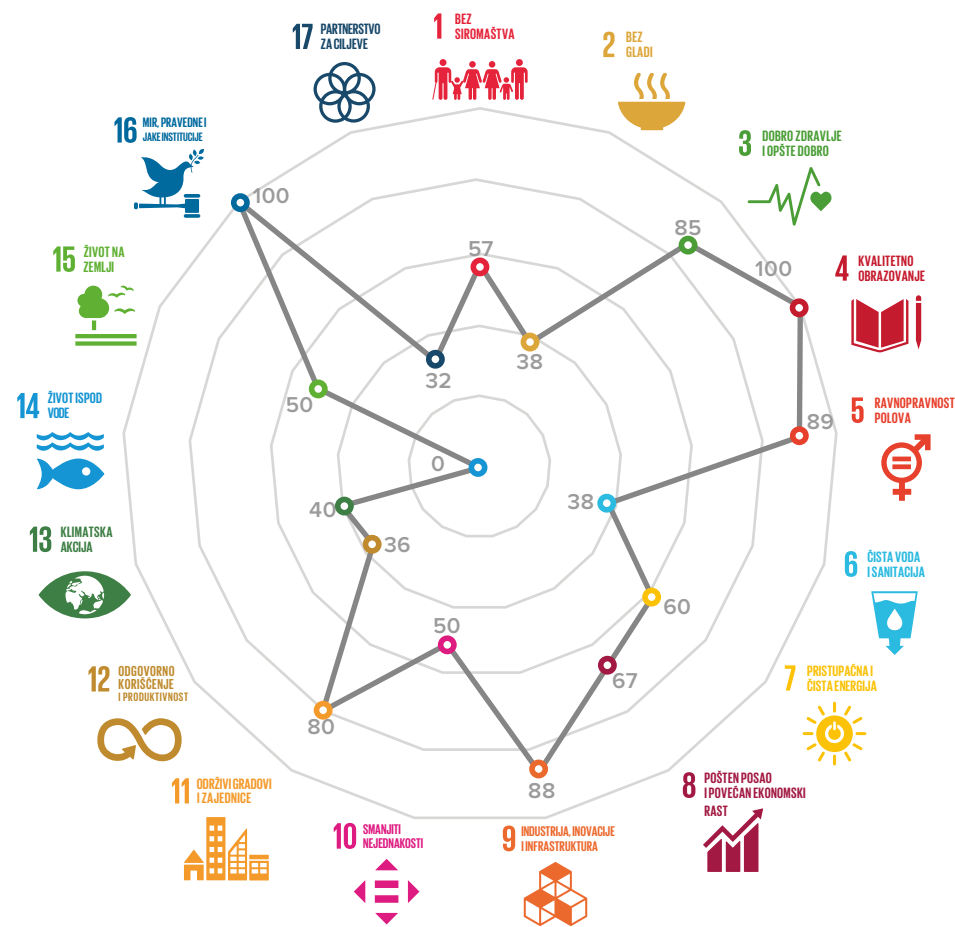 1 BEZ
SIROMAŠTVA
2 BEZ
GLADI
3 DOBRO ZDRAVLJE
I OPŠTE DOBRO
4 KVALITETNO
OBRAZOVANJE
5 RAVNOPRAVNOST
POLOVA
6 ČISTA VODA
I SANITACIJA
7 PRISTUPAČNA I
ČISTA ENERGIJA
8 POŠTEN POSAO
I POVEĆAN EKONOMSKI
RAST
9 INDUSTRIJA, INOVACIJE
I INFRASTRUKTURA
10 SMANJITI
NEJEDNAKOSTI
11 ODRŽIVI GRADOVI
I ZAJEDNICE
12 ODGOVORNO
KORIŠĆENJE
I PRODUKTIVNOST
13 KLIMATSKA
AKCIJA
14 ŽIVOT ISPOD
VODE
15 ŽIVOT NA
ZEMLJI
16 MIR, PRAVEDNE I
JAKE INSTITUCIJE
17 PARTNERSTVO
ZA CILJEVE
57
38
85
100
89
38
60
67
88
50
80
36
40
0
50
100
32